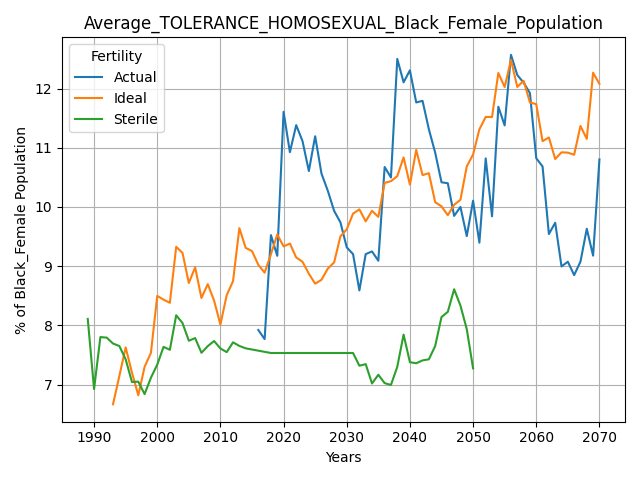 Average_TOLERANCE_HOMOSEXUAL_Black_Female_Population
Fertility
Actual
Ideal
Sterile
% of Black_Female Population
12
11
10
9
8
7
1990 2000 2010 2020 2030 2040 2050 2060 2070
Years